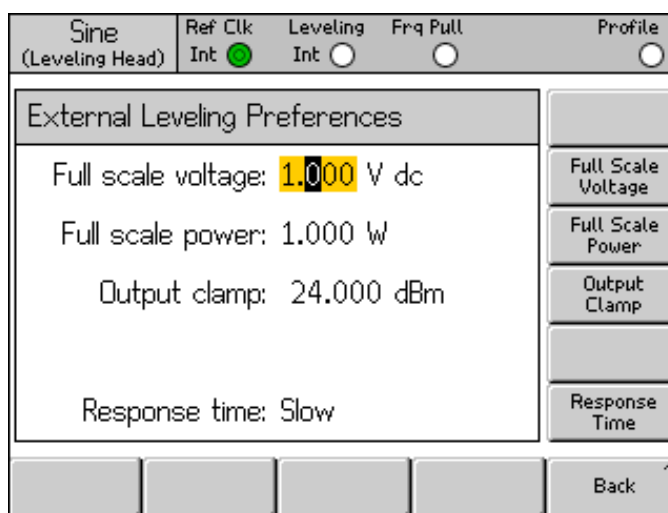 Sine
(Leveling Head)
Ref Clk
Int
Leveling
Int
Frq Pull
Profile
External Leveling Preferences
Full scale voltage: 1.000 V dc
Full scale power: 1.000 W
Output clamp: 24.000 dBm
Response time: Slow
Full Scale
Voltage
Full Scale
Power
Output
Clamp
Response
Time
Back